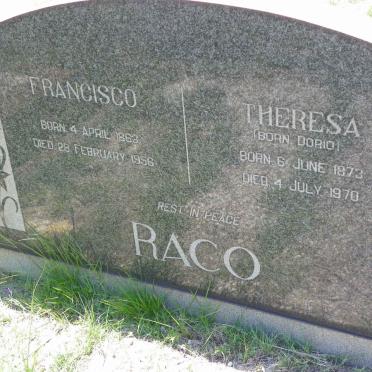 FRANCISCO
BORN 4 APRIL 1863
DIED 28 FEBRUARY 1956
THERESA
(BORN DORIO)
BORN 6 JUNE 1873
DIED 4 JULY 1970
REST IN PEACE
RACO